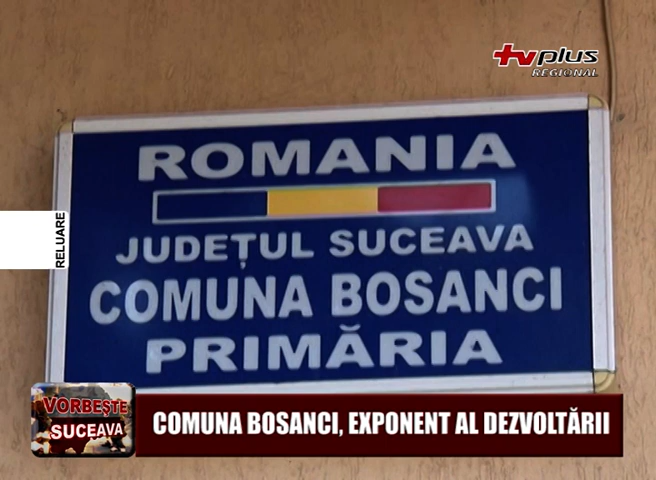 tvplus
REGIONAL
ROMANIA
JUDEȚUL SUCEAVA
COMUNA BOSANCI
PRIMĂRIA
RELUARE
VORBEȘTE
SUCEAVA
COMUNA BOSANCI, EXPONENT AL DEZVOLTĂRII